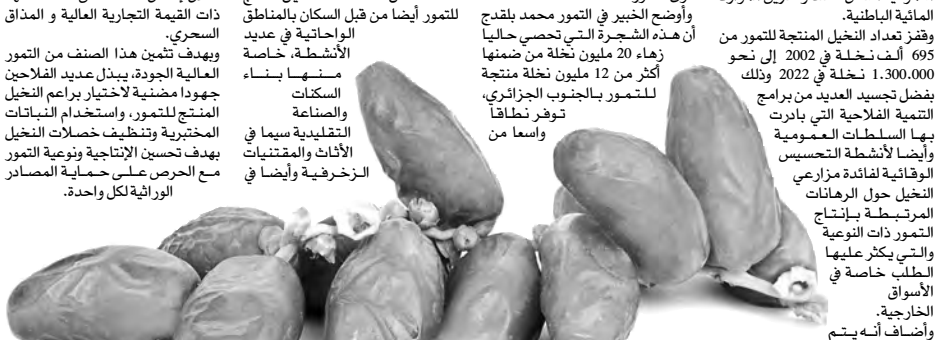 المائية الباطنية.
وقفز تعداد النخيل المنتجة للتمور من
695 ألف نخلة في 2002 إلى نحو
1.300.000 نخلة في 2022 وذلك
بفضل تجسيد العديد من برامج
التنمية الفلاحية التي بادرت
بها السلطات العمومية
وأيضا لأنشطة التحسيس
الوقائية لفائدة مزارعي
النخيل حول الرهانات
المرتبطة بإنتاج
التمور ذات النوعية
والتي يكثر عليها
الطلب خاصة في
الأسواق
الخارجية.
وأضاف أنه يتم
وأوضح الخبير في التمور محمد بلقدج
أن هذه الشجرة التي تحصي حاليا
زهاء 20 مليون نخلة من ضمنها
أكثر من 12 مليون نخلة منتجة
للتمور بالجنوب الجزائري،
توفر نطاقا
واسعا من
للتمور أيضا من قبل السكان بالمناطق
الواحاتية في عديد
الأنشطة، خاصة
منها بناء
السكنات
والصناعة
التقليدية سيما في
الأثاث والمقتنيات
الزخرفية وأيضا في
ذات القيمة التجارية العالية و المذاق
السحري.
وبهدف تثمين هذا الصنف من التمور
العالية الجودة، يبذل عديد الفلاحين
جهودا مضنية لاختيار براعم النخيل
المنتج للتمور، واستخدام النباتات
المختبرية وتنظيف خصلات النخيل
بهدف تحسين الإنتاجية ونوعية التمور
مع الحرص على حماية المصادر
الوراثية لكل واحدة.